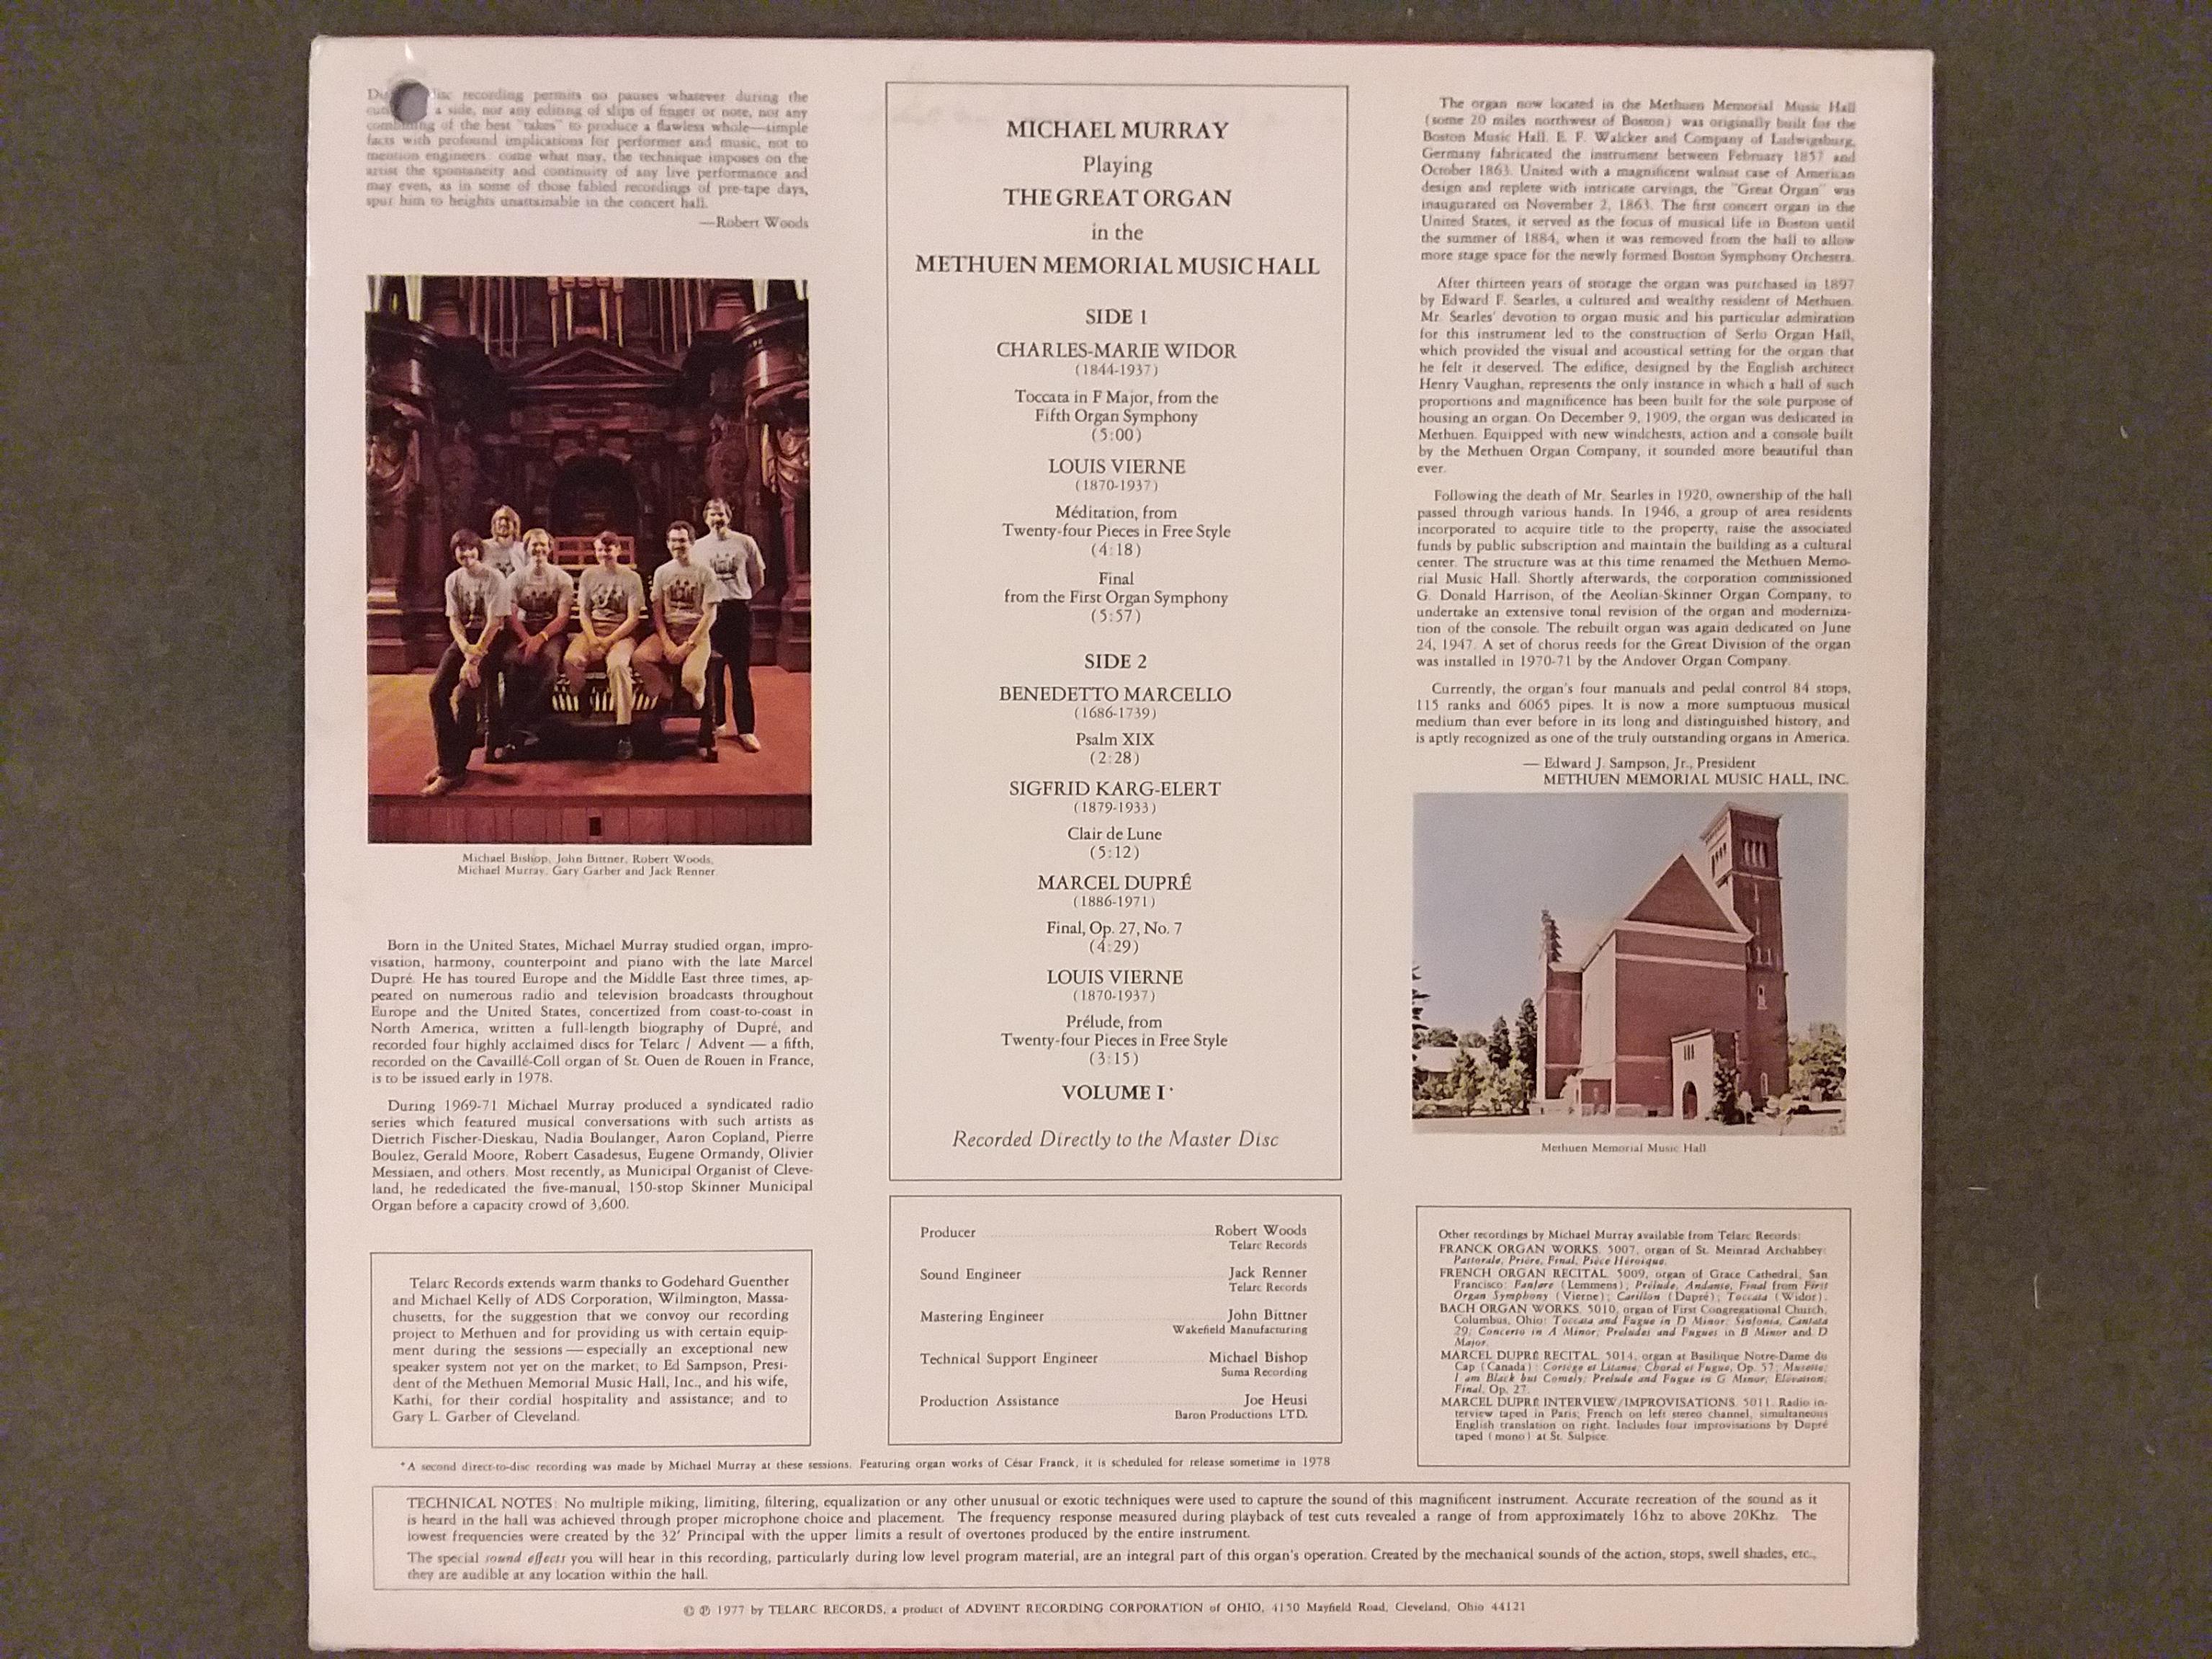 disc recording permits no pauses whatever during the
a side, nor any editing of slips of finger or note, nor any
combining of the best "takes" to produce a flawless whole—simple
facts with profound implications for performer and music, not to
mention engineers: come what may, the technique imposes on the
artist the spontaneity and continuity of any live performance and
may even, as in some of those fabled recordings of pre-tape days,
spur him to heights unattainable in the concert hall.
—Robert Woods
Michael Bishop, John Bittner, Robert Woods,
Michael Murray, Gary Garber and Jack Renner.
Born in the United States, Michael Murray studied organ, impro-
visation, harmony, counterpoint and piano with the late Marcel
Dupré. He has toured Europe and the Middle East three times, ap-
peared on numerous radio and television broadcasts throughout
Europe and the United States, concertized from coast-to-coast in
North America, written a full-length biography of Dupré, and
recorded four highly acclaimed discs for Telarc / Advent — a fifth,
recorded on the Cavaillé-Coll organ of St. Ouen de Rouen in France,
is to be issued early in 1978.
During 1969-71 Michael Murray produced a syndicated radio
series which featured musical conversations with such artists as
Dietrich Fischer-Dieskau, Nadia Boulanger, Aaron Copland, Pierre
Boulez, Gerald Moore, Robert Casadesus, Eugene Ormandy, Olivier
Messiaen, and others. Most recently, as Municipal Organist of Cleve-
land, he rededicated the five-manual, 150-stop Skinner Municipal
Organ before a capacity crowd of 3,600.
Telarc Records extends warm thanks to Godehard Guenther
and Michael Kelly of ADS Corporation, Wilmington, Massa-
chusetts, for the suggestion that we convoy our recording
project to Methuen and for providing us with certain equip-
ment during the sessions — especially an exceptional new
speaker system not yer on the market; to Ed Sampson, Presi-
dent of the Methuen Memorial Music Hall, Inc., and his wife,
Karhi, for their cordial hospitality and assistance; and to
Gary L. Garber of Cleveland.
MICHAEL MURRAY
Playing
THE GREAT ORGAN
in the
METHUEN MEMORIAL MUSIC HALL
SIDE 1
CHARLES-MARIE WIDOR
(1844-1937)
Toccata in F Major, from the
Fifth Organ Symphony
(5:00)
LOUIS VIERNE
(1870-1937)
Méditation, from
Twenty-four Pieces in Free Style
(4:18)
Final
from the First Organ Symphony
(5:57)
SIDE 2
BENEDETTO MARCELLO
(1686-1739)
Psalm XIX
(2:28)
SIGFRID KARG-ELERT
(1879-1933)
Clair de Lune
(5:12)
MARCEL DUPRÉ
(1886-1971)
Final, Op. 27, No. 7
(4:29)
LOUIS VIERNE
(1870-1937)
Prélude, from
Twenty-four Pieces in Free Style
(3:15)
VOLUME I*
Recorded Directly to the Master Disc
Producer Robert Woods
Telarc Records
Sound Engineer Jack Renner
Telarc Records
Mastering Engineer John Bittner
Wakefield Manufacturing
Technical Support Engineer Michael Bishop
Suma Recording
Production Assistance Joe Heusi
Baron Productions LTD.
The organ now located in the Methuen Memorial Music Hall
(some 20 miles northwest of Boston) was originally built for the
Boston Music Hall. E. F. Walcker and Company of Ludwigsburg,
Germany fabricated the instrument between February 1857 and
October 1863. United with a magnificent walnut case of American
design and replete with intricate carvings, the "Great Organ" was
inaugurated on November 2, 1863. The first concert organ in the
United States, it served as the focus of musical life in Boston until
the summer of 1884, when it was removed from the hall to allow
more stage space for the newly formed Boston Symphony Orchestra.
After thirteen years of storage the organ was purchased in 1897
by Edward F. Searles, a cultured and wealthy resident of Methuen.
Mr. Searles' devotion to organ music and his particular admiration
for this instrument led to the construction of Serlo Organ Hall,
which provided the visual and acoustical setting for the organ that
he felt it deserved. The edifice, designed by the English architect
Henry Vaughan, represents the only instance in which a hall of such
proportions and magnificence has been built for the sole purpose of
housing an organ. On December 9, 1909, the organ was dedicated in
Methuen. Equipped with new windchests, action and a console built
by the Methuen Organ Company, it sounded more beautiful than
ever.
Following the death of Mr. Searles in 1920, ownership of the hall
passed through various hands. In 1946, a group of area residents
incorporated to acquire title to the property, raise the associated
funds by public subscription and maintain the building as a cultural
center. The structure was at this time renamed the Methuen Memo-
rial Music Hall. Shortly afterwards, the corporation commissioned
G. Donald Harrison, of the Aeolian-Skinner Organ Company, to
undertake an extensive tonal revision of the organ and moderniza-
tion of the console. The rebuilt organ was again dedicated on June
24, 1947. A set of chorus reeds for the Great Division of the organ
was installed in 1970-71 by the Andover Organ Company.
Currently, the organ's four manuals and pedal control 84 stops,
115 ranks and 6065 pipes. It is now a more sumptuous musical
medium than ever before in its long and distinguished history, and
is aptly recognized as one of the truly outstanding organs in America.
— Edward J. Sampson, Jr., President
METHUEN MEMORIAL MUSIC HALL, INC.
Methuen Memorial Music Hall
Other recordings by Michael Murray available from Telarc Records:
FRANCK ORGAN WORKS. 5007, organ of St. Meinrad Archabbey:
Pastorale, Prière, Final, Pièce Héroïque.
FRENCH ORGAN RECITAL. 5009, organ of Grace Cathedral, San
Francisco: Fanfare (Lemmens); Prélude, Andante, Final from First
Organ Symphony (Vierne); Carillon (Dupré); Toccata (Widor).
BACH ORGAN WORKS. 5010, organ of First Congregational Church,
Columbus, Ohio: Toccata and Fugue in D Minor; Sinfonia, Cantata
29; Concerto in A Minor; Preludes and Fugues in B Minor and D
Major.
MARCEL DUPRÉ RECITAL. 5014, organ at Basilique Notre-Dame du
Cap (Canada): Cortège et Litanie; Choral et Fugue, Op. 57; Musette;
I am Black but Comely; Prelude and Fugue in G Minor; Elévation;
Final, Op. 27.
MARCEL DUPRÉ INTERVIEW/IMPROVISATIONS. 5011. Radio in-
terview taped in Paris; French on left stereo channel, simultaneous
English translation on right. Includes four improvisations by Dupré
taped (mono) at St. Sulpice.
*A second direct-to-disc recording was made by Michael Murray at these sessions. Featuring organ works of César Franck, it is scheduled for release sometime in 1978
TECHNICAL NOTES: No multiple miking, limiting, filtering, equalization or any other unusual or exotic techniques were used to capture the sound of this magnificent instrument. Accurate recreation of the sound as it
is heard in the hall was achieved through proper microphone choice and placement. The frequency response measured during playback of test cuts revealed a range of from approximately 16hz to above 20Khz. The
lowest frequencies were created by the 32' Principal with the upper limits a result of overtones produced by the entire instrument.
The special sound effects you will hear in this recording, particularly during low level program material, are an integral part of this organ's operation. Created by the mechanical sounds of the action, stops, swell shades, etc.,
they are audible at any location within the hall.
© ℗ 1977 by TELARC RECORDS, a product of ADVENT RECORDING CORPORATION of OHIO, 4150 Mayfield Road, Cleveland, Ohio 44121